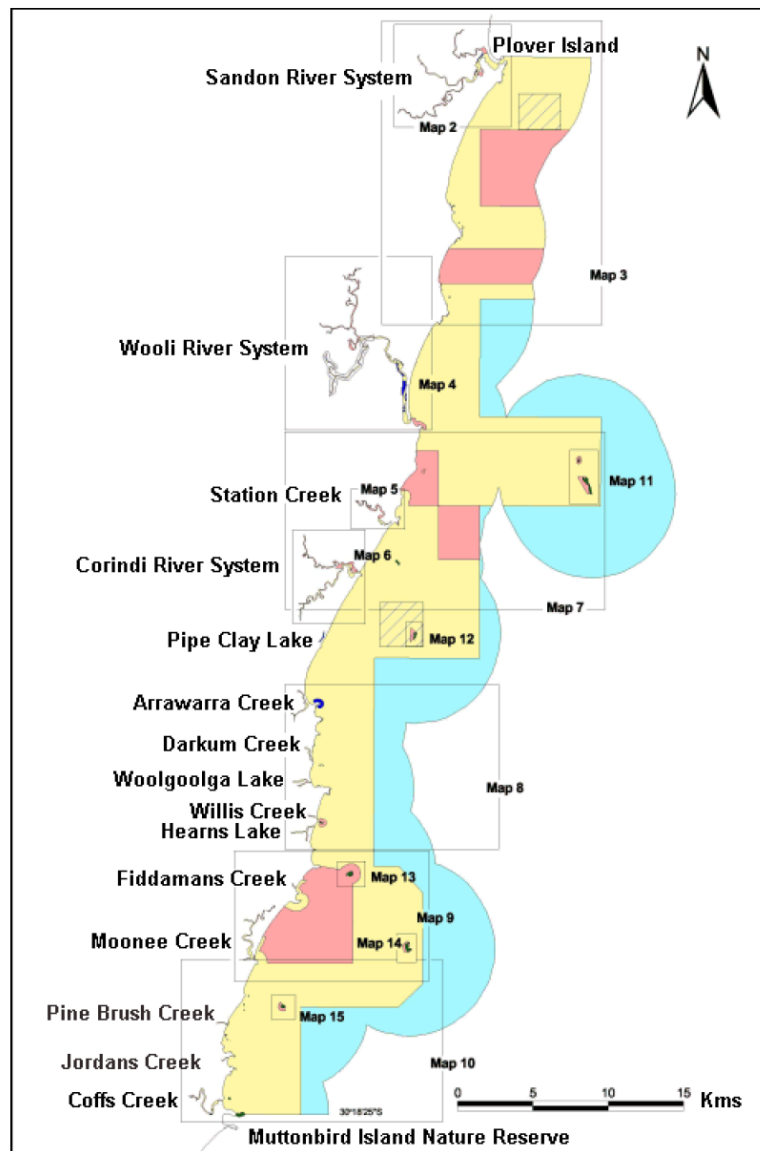 Plover Island
N
Sandon River System
Map 2
Map 3
Wooli River System
Map 4
Map 11
Station Creek
Map 5
Corindi River System
Map 6
Map 7
Pipe Clay Lake
Map 12
Arrawarra Creek
Darkum Creek
Woolgoolga Lake
Map 8
Willis Creek
Hearns Lake
Fiddamans Creek
Map 13
Map 9
Moonee Creek
Map 14
Pine Brush Creek
Map 15
Jordans Creek
Map 10
Coffs Creek
0 5 10 15 Kms
30°18'25"S
Muttonbird Island Nature Reserve